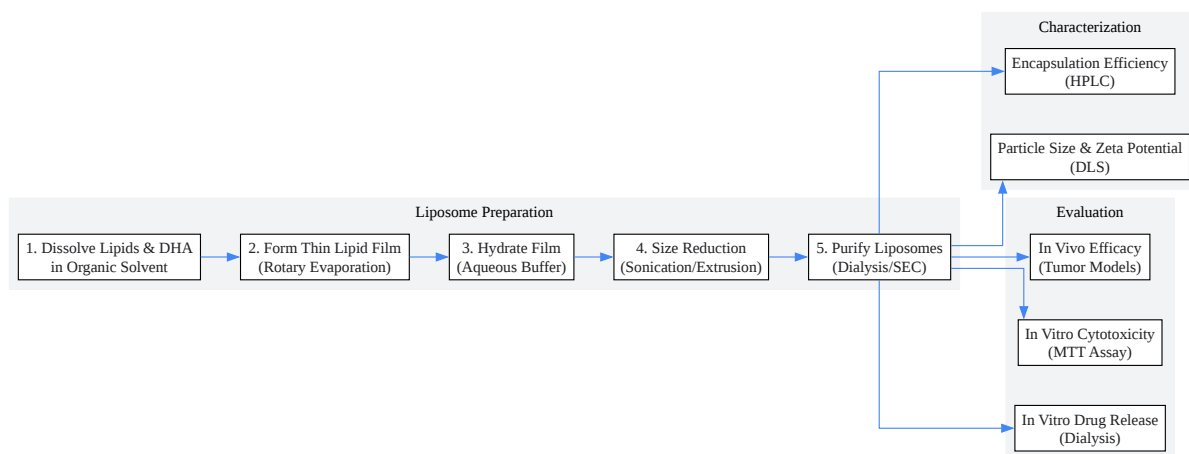 Characterization
Encapsulation Efficiency
(HPLC)
Particle Size & Zeta Potential
(DLS)
Liposome Preparation
1. Dissolve Lipids & DHA
in Organic Solvent
2. Form Thin Lipid Film
(Rotary Evaporation)
3. Hydrate Film
(Aqueous Buffer)
4. Size Reduction
(Sonication/Extrusion)
5. Purify Liposomes
(Dialysis/SEC)
Evaluation
In Vivo Efficacy
(Tumor Models)
In Vitro Cytotoxicity
(MTT Assay)
In Vitro Drug Release
(Dialysis)